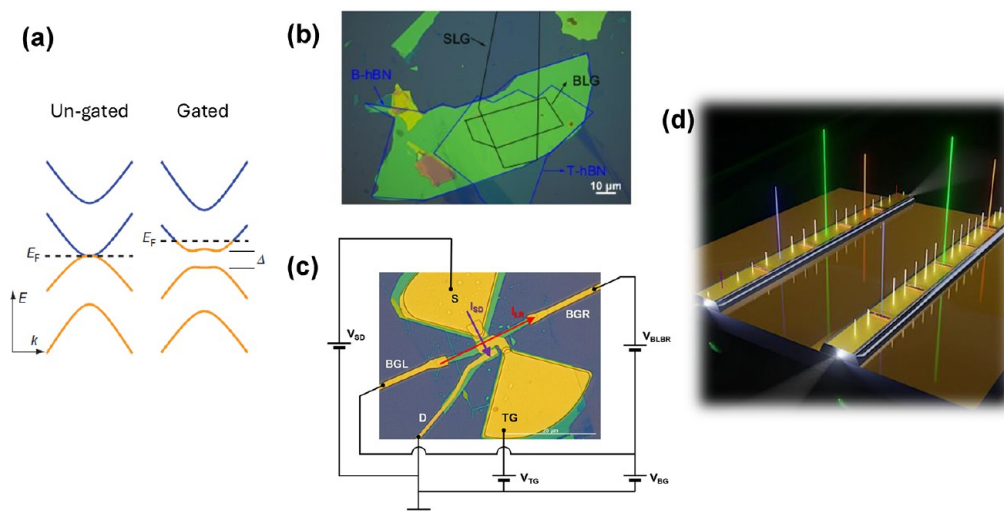 (a)
Un-gated
Gated
E_F
E_F
Δ
E
k
(b)
SLG
B-hBN
BLG
T-hBN
10 μm
(c)
S
I_SD
I_LR
BGR
V_SD
V_BLBR
BGL
D
TG
V_TG
V_BG
(d)